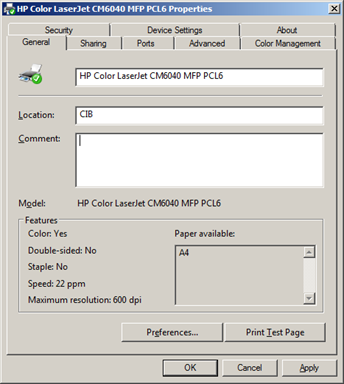 HP Color LaserJet CM6040 MFP PCL6 Properties
Security Device Settings About
General Sharing Ports Advanced Color Management
HP Color LaserJet CM6040 MFP PCL6
Location: CIB
Comment:
Model: HP Color LaserJet CM6040 MFP PCL6
Features
Color: Yes Paper available:
Double-sided: No A4
Staple: No
Speed: 22 ppm
Maximum resolution: 600 dpi
Preferences... Print Test Page
OK Cancel Apply